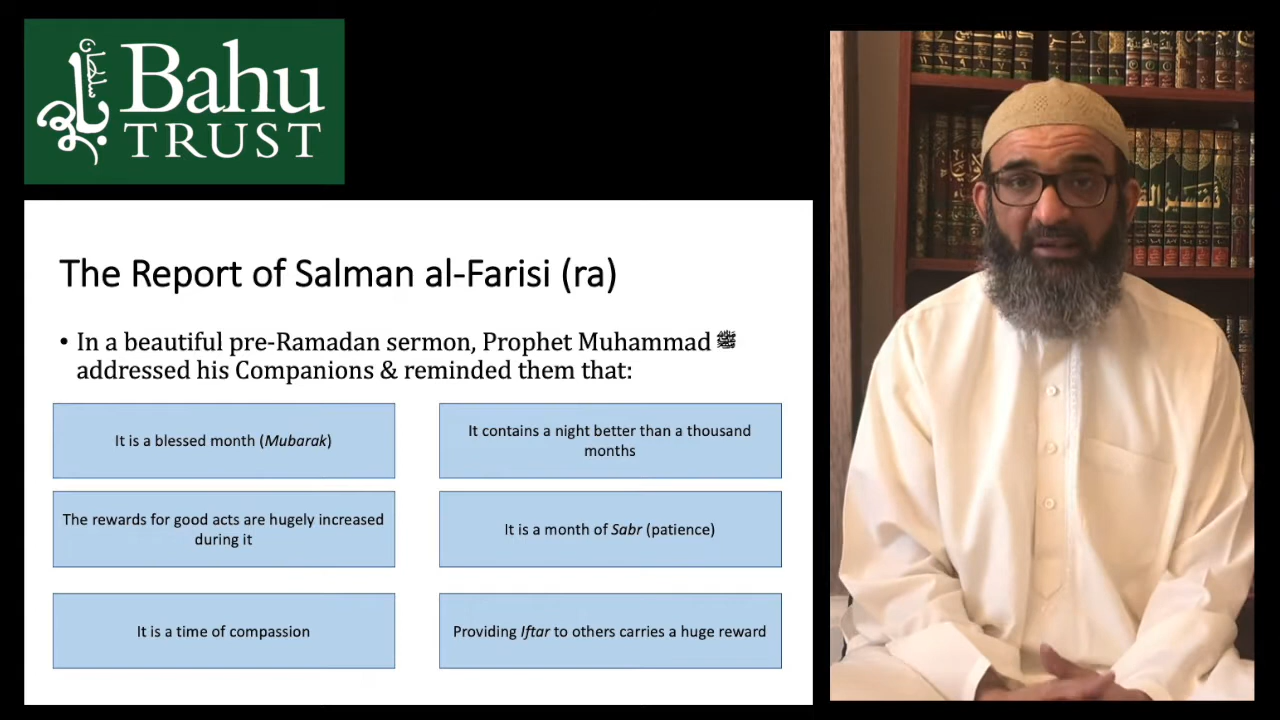 سلطان
باہو
Bahu
TRUST
The Report of Salman al-Farisi (ra)
• In a beautiful pre-Ramadan sermon, Prophet Muhammad ﷺ
addressed his Companions & reminded them that:
It is a blessed month (Mubarak)
It contains a night better than a thousand
months
The rewards for good acts are hugely increased
during it
It is a month of Sabr (patience)
It is a time of compassion
Providing Iftar to others carries a huge reward